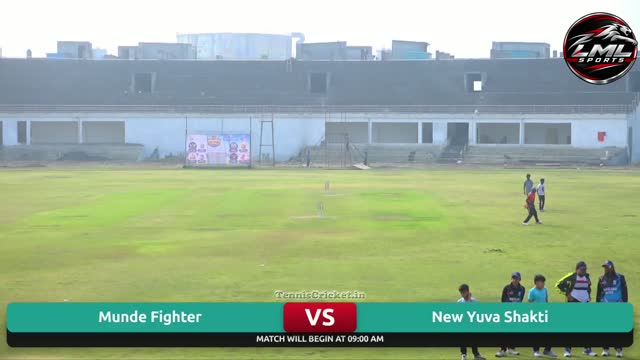 LML
SPORTS
TennisCricket.in
Munde Fighter
VS
New Yuva Shakti
MATCH WILL BEGIN AT 09:00 AM